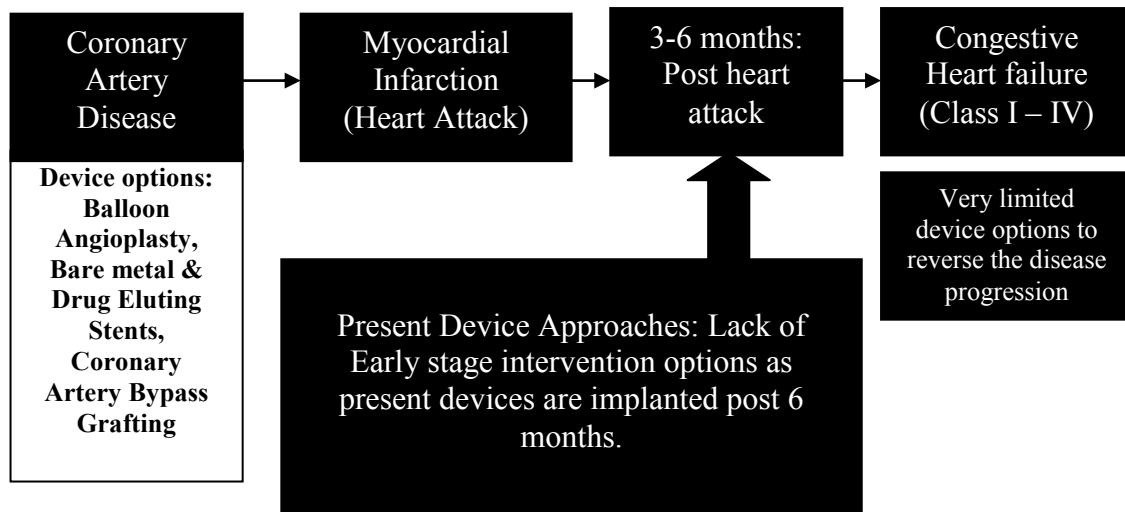 Coronary
Artery
Disease
Device options:
Balloon
Angioplasty,
Bare metal &
Drug Eluting
Stents,
Coronary
Artery Bypass
Grafting
Myocardial
Infarction
(Heart Attack)
3-6 months:
Post heart
attack
Congestive
Heart failure
(Class I – IV)
Very limited
device options to
reverse the disease
progression
Present Device Approaches: Lack of
Early stage intervention options as
present devices are implanted post 6
months.